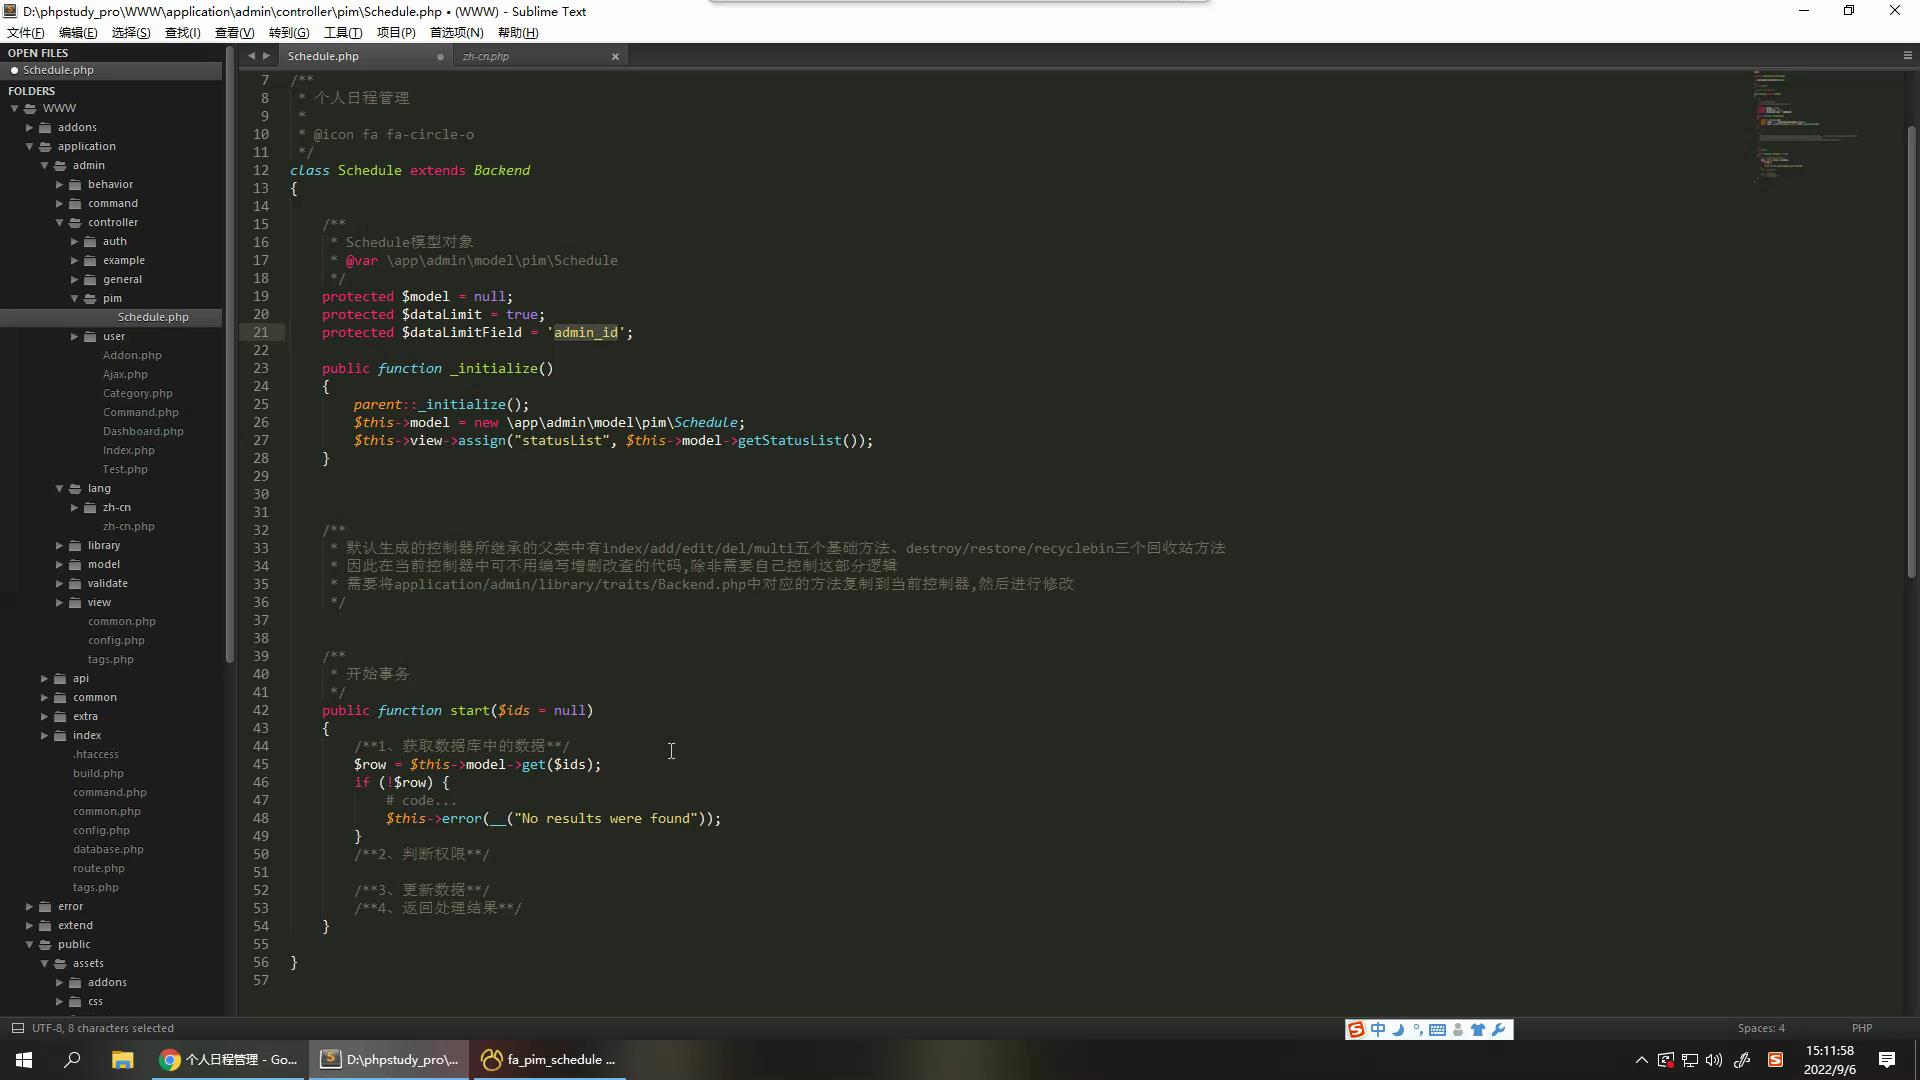 D:\phpstudy_pro\WWW\application\admin\controller\pim\Schedule.php • (WWW) - Sublime Text
文件(F) 编辑(E) 选择(S) 查找(I) 查看(V) 转到(G) 工具(T) 项目(P) 首选项(N) 帮助(H)
OPEN FILES
Schedule.php
FOLDERS
WWW
addons
application
admin
behavior
command
controller
auth
example
general
pim
Schedule.php
user
Addon.php
Ajax.php
Category.php
Command.php
Dashboard.php
Index.php
Test.php
lang
zh-cn
zh-cn.php
library
model
validate
view
common.php
config.php
tags.php
api
common
extra
index
.htaccess
build.php
command.php
common.php
config.php
database.php
route.php
tags.php
error
extend
public
assets
addons
css
Schedule.php
zh-cn.php
7 /**
8 * 个人日程管理
9 *
10 * @icon fa fa-circle-o
11 */
12 class Schedule extends Backend
13 {
14
15 /**
16 * Schedule模型对象
17 * @var \app\admin\model\pim\Schedule
18 */
19 protected $model = null;
20 protected $dataLimit = true;
21 protected $dataLimitField = 'admin_id';
22
23 public function _initialize()
24 {
25 parent::_initialize();
26 $this->model = new \app\admin\model\pim\Schedule;
27 $this->view->assign("statusList", $this->model->getStatusList());
28 }
29
30
31
32 /**
33 * 默认生成的控制器所继承的父类中有index/add/edit/del/multi五个基础方法、destroy/restore/recyclebin三个回收站方法
34 * 因此在当前控制器中可不用编写增删改查的代码,除非需要自己控制这部分逻辑
35 * 需要将application/admin/library/traits/Backend.php中对应的方法复制到当前控制器,然后进行修改
36 */
37
38
39 /**
40 * 开始事务
41 */
42 public function start($ids = null)
43 {
44 /**1、获取数据库中的数据**/
45 $row = $this->model->get($ids);
46 if (!$row) {
47 # code...
48 $this->error(__("No results were found"));
49 }
50 /**2、判断权限**/
51
52 /**3、更新数据**/
53 /**4、返回处理结果**/
54 }
55
56 }
57
UTF-8, 8 characters selected
中
Spaces: 4
PHP
个人日程管理 - Go...
D:\phpstudy_pro\...
fa_pim_schedule ...
15:11:58
2022/9/6